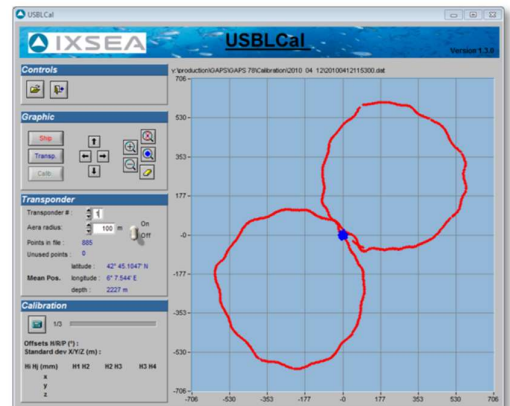 USBLCal
IXSEA
USBLCal
Version 1.3.8
Controls
v:\production\GAPS\GAPS 78\Calibration\2010 04 12\20100412115300.dat
Graphic
Ship
Transp.
Calib.
Transponder
Transponder #: 1
Aera radius: 100 m
On
Off
Points in file : 885
Unused points : 0
latitude : 42° 45.1047' N
Mean Pos. longitude : 6° 7.544' E
depth : 2227 m
Calibration
1/3
Offsets H/R/P (°) :
Standard dev X/Y/Z (m) :
Hi Hj (mm) H1 H2 H2 H3 H3 H4
x
y
z
706
530
353
177
-0
-177
-353
-530
-706
-706 -530 -353 -177 -0 177 353 530 706